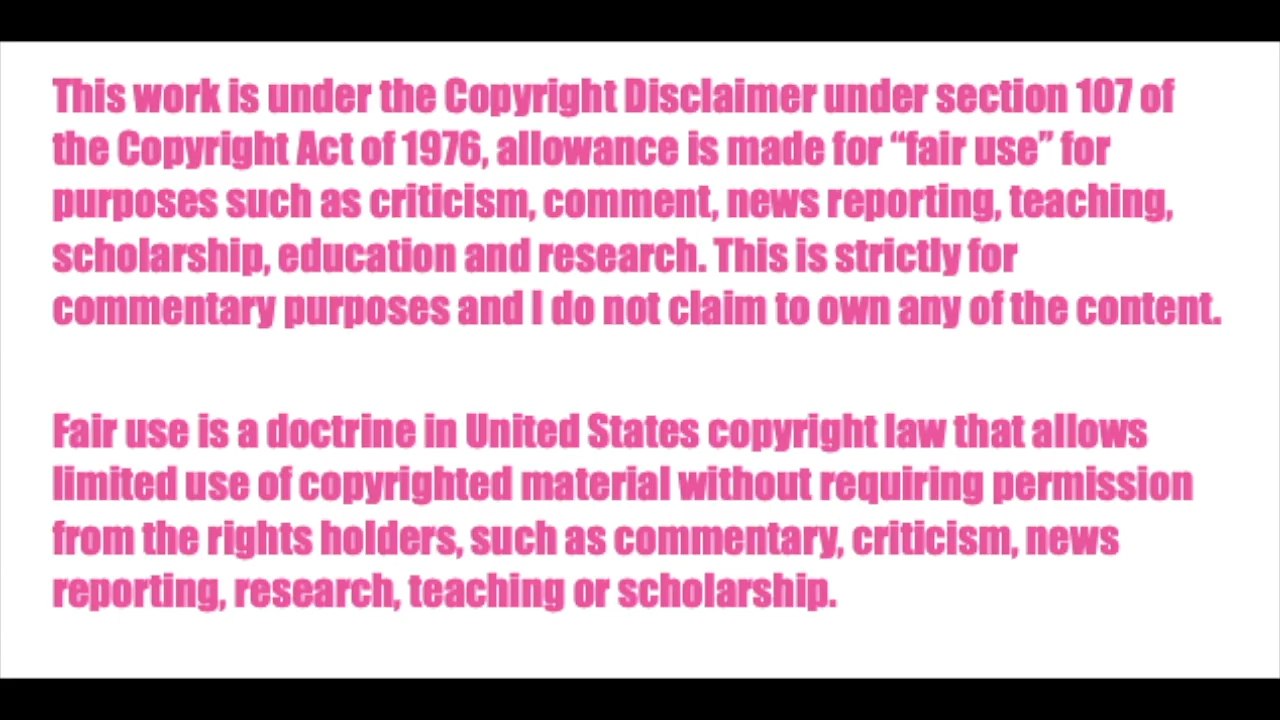 This work is under the Copyright Disclaimer under section 107 of
the Copyright Act of 1976, allowance is made for “fair use” for
purposes such as criticism, comment, news reporting, teaching,
scholarship, education and research. This is strictly for
commentary purposes and I do not claim to own any of the content.
Fair use is a doctrine in United States copyright law that allows
limited use of copyrighted material without requiring permission
from the rights holders, such as commentary, criticism, news
reporting, research, teaching or scholarship.